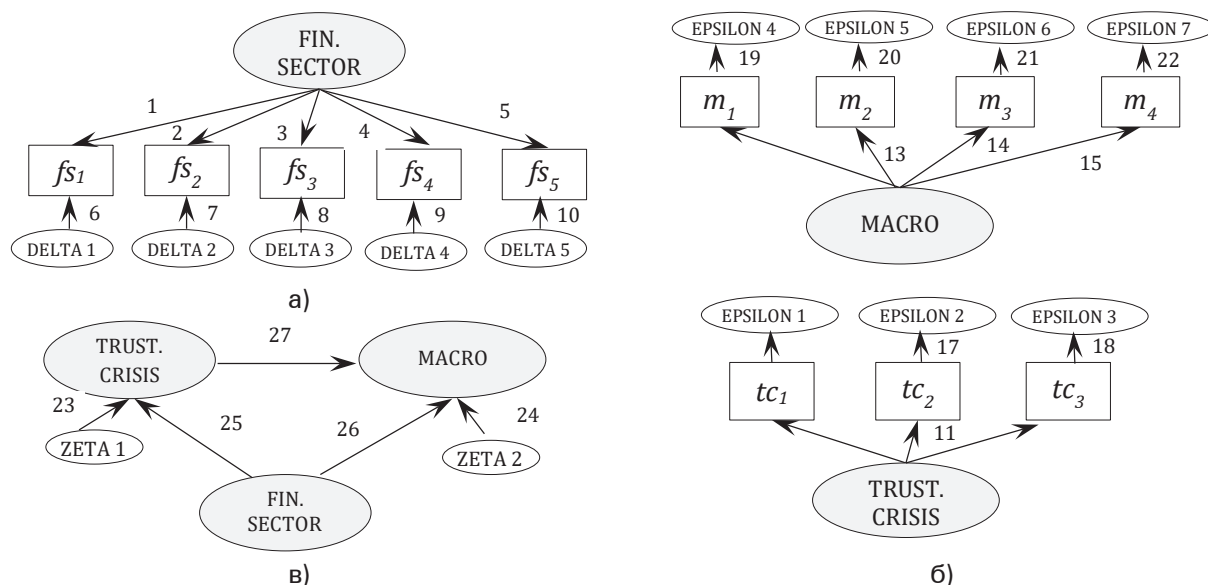 FIN.
SECTOR
1
2
3
4
5
fs1
fs2
fs3
fs4
fs5
6
7
8
9
10
DELTA 1
DELTA 2
DELTA 3
DELTA 4
DELTA 5
а)
TRUST.
CRISIS
27
MACRO
23
25
26
24
ZETA 1
ZETA 2
FIN.
SECTOR
в)
EPSILON 4
EPSILON 5
EPSILON 6
EPSILON 7
19
20
21
22
m1
m2
m3
m4
13
14
15
MACRO
EPSILON 1
EPSILON 2
EPSILON 3
17
18
tc1
tc2
tc3
11
TRUST.
CRISIS
б)